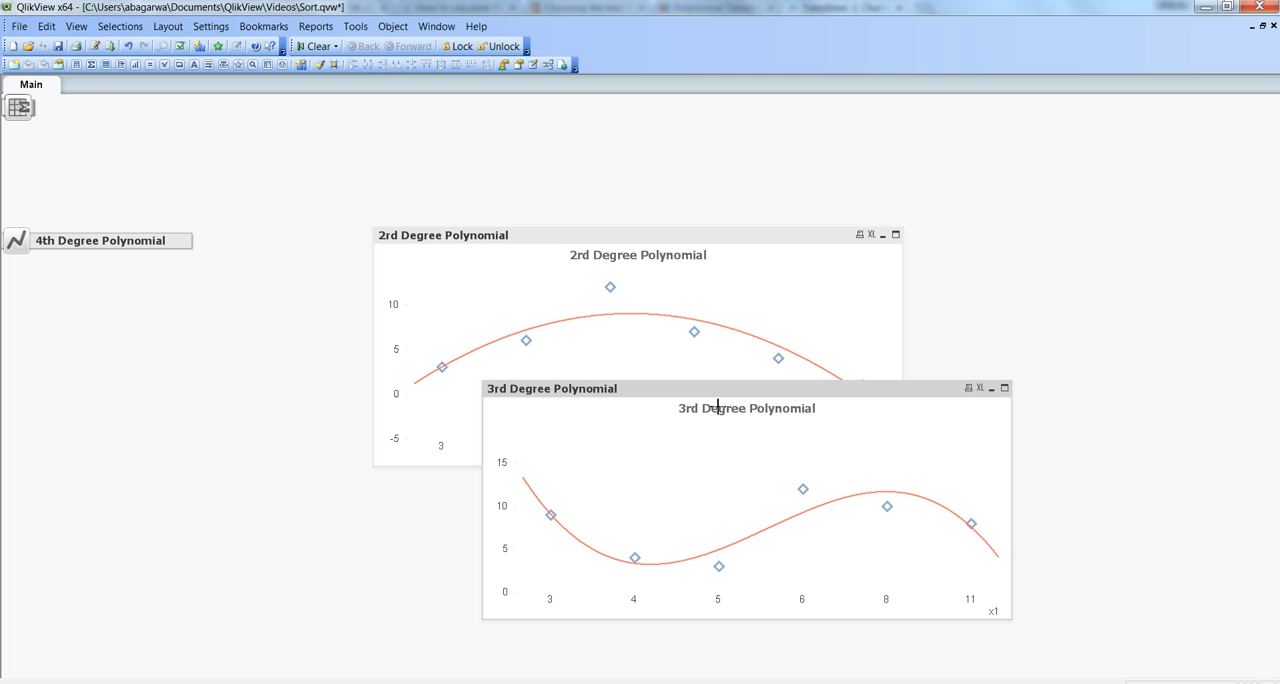 QlikView x64 - [C:\Users\abagarwa\Documents\QlikView\Videos\Sort.qvw*]
File Edit View Selections Layout Settings Bookmarks Reports Tools Object Window Help
Clear Back Forward Lock Unlock
Main
4th Degree Polynomial
2rd Degree Polynomial
XL
2rd Degree Polynomial
10
5
0
-5
3
3rd Degree Polynomial
XL
3rd Degree Polynomial
15
10
5
0
3 4 5 6 8 11
x1